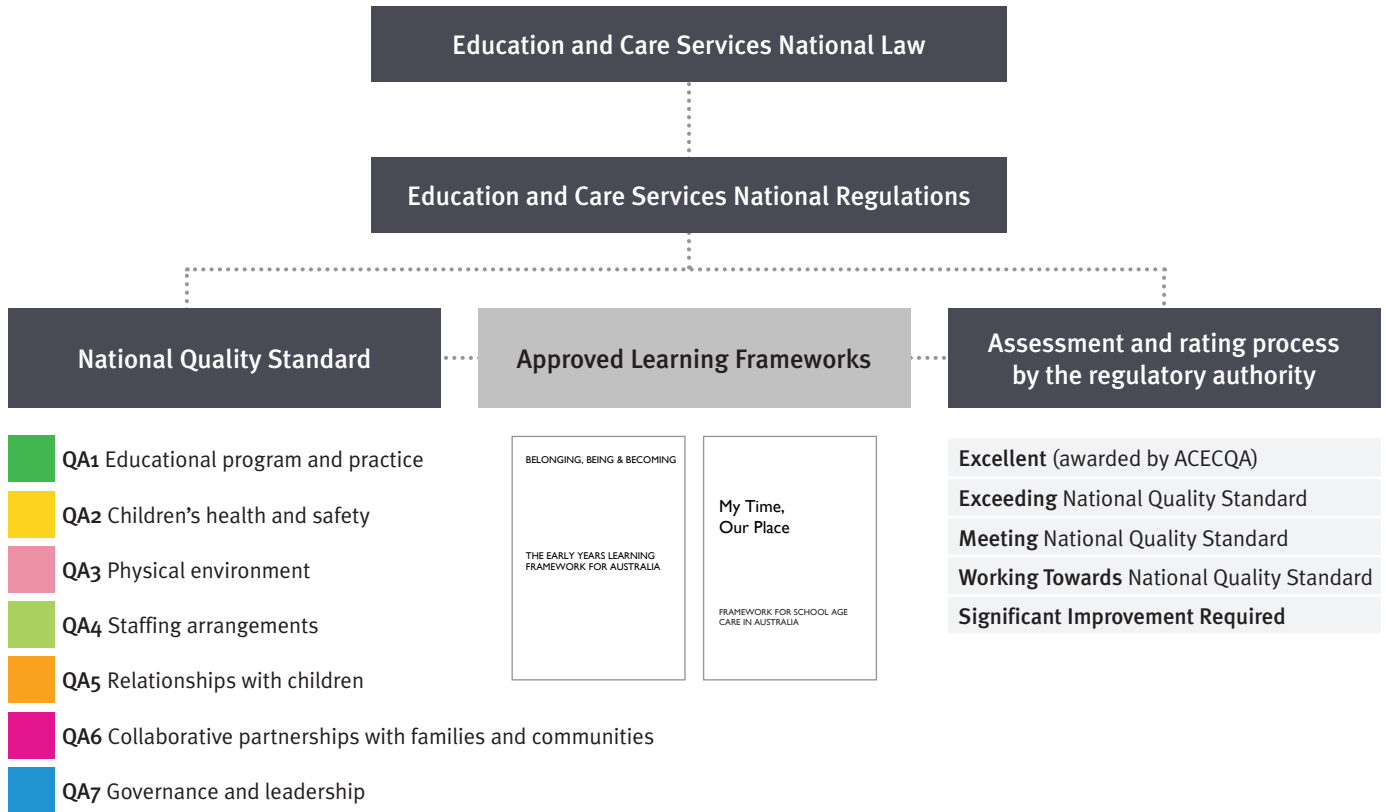 Education and Care Services National Law
Education and Care Services National Regulations
National Quality Standard
Approved Learning Frameworks
Assessment and rating process
by the regulatory authority
QA1 Educational program and practice
QA2 Children’s health and safety
QA3 Physical environment
QA4 Staffing arrangements
QA5 Relationships with children
QA6 Collaborative partnerships with families and communities
QA7 Governance and leadership
BELONGING, BEING & BECOMING
THE EARLY YEARS LEARNING
FRAMEWORK FOR AUSTRALIA
My Time,
Our Place
FRAMEWORK FOR SCHOOL AGE
CARE IN AUSTRALIA
Excellent (awarded by ACECQA)
Exceeding National Quality Standard
Meeting National Quality Standard
Working Towards National Quality Standard
Significant Improvement Required